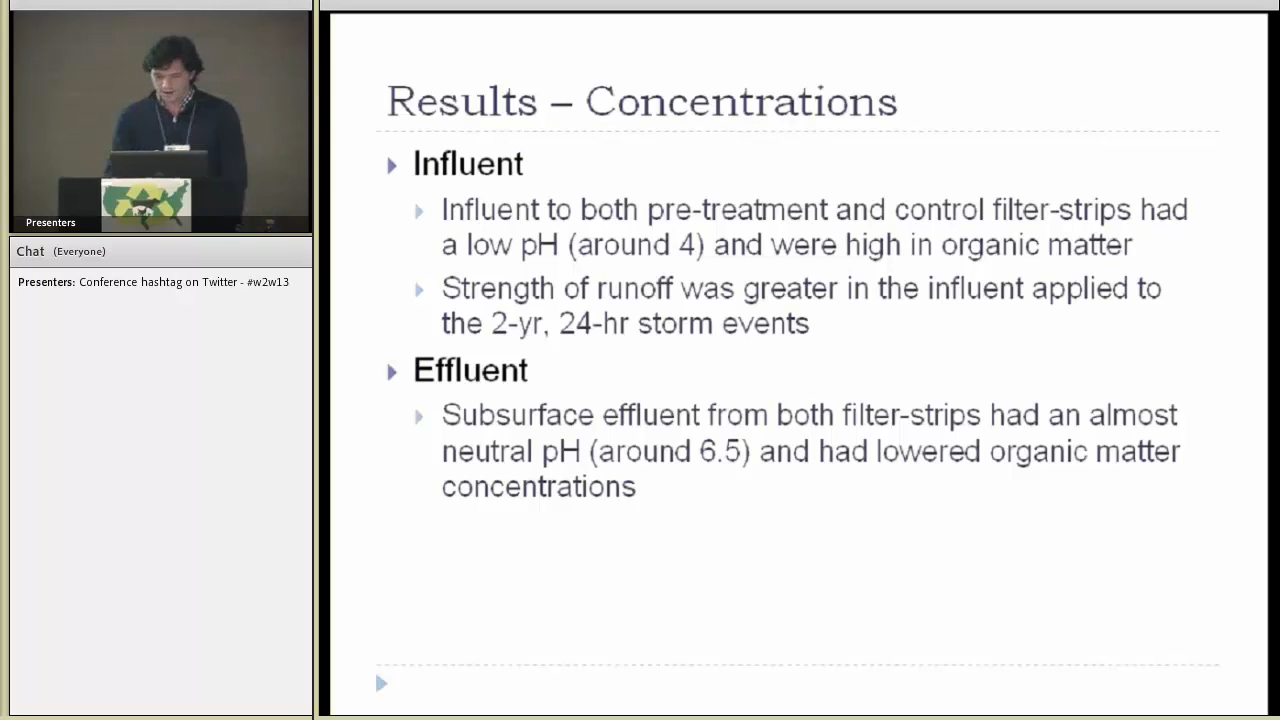 Presenters
Chat (Everyone)
Presenters: Conference hashtag on Twitter - #w2w13
Results – Concentrations
Influent
Influent to both pre-treatment and control filter-strips had
a low pH (around 4) and were high in organic matter
Strength of runoff was greater in the influent applied to
the 2-yr, 24-hr storm events
Effluent
Subsurface effluent from both filter-strips had an almost
neutral pH (around 6.5) and had lowered organic matter
concentrations